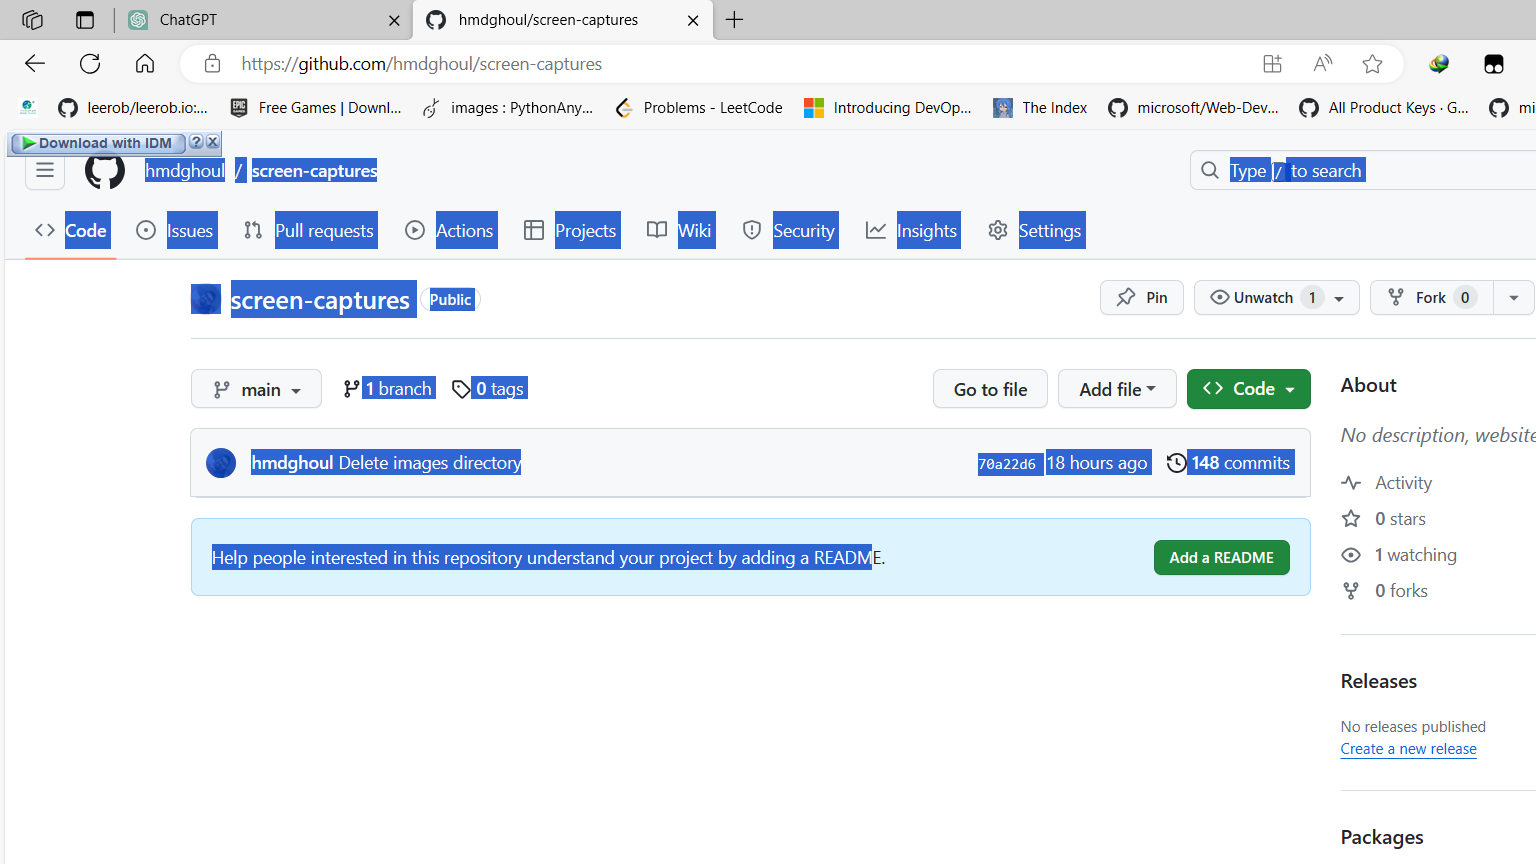 ChatGPT
hmdghoul/screen-captures
https://github.com/hmdghoul/screen-captures
leerob/leerob.io:... EPIC GAMES Free Games | Downl... images : PythonAny... Problems - LeetCode Introducing DevOp... The Index microsoft/Web-Dev... All Product Keys · G... mi
Download with IDM ?
hmdghoul / screen-captures Type / to search
Code Issues Pull requests Actions Projects Wiki Security Insights Settings
screen-captures Public Pin Unwatch 1 Fork 0
main 1 branch 0 tags Go to file Add file Code About
No description, website
hmdghoul Delete images directory 70a22d6 18 hours ago 148 commits
Activity
0 stars
Help people interested in this repository understand your project by adding a README. Add a README
1 watching
0 forks
Releases
No releases published
Create a new release
Packages